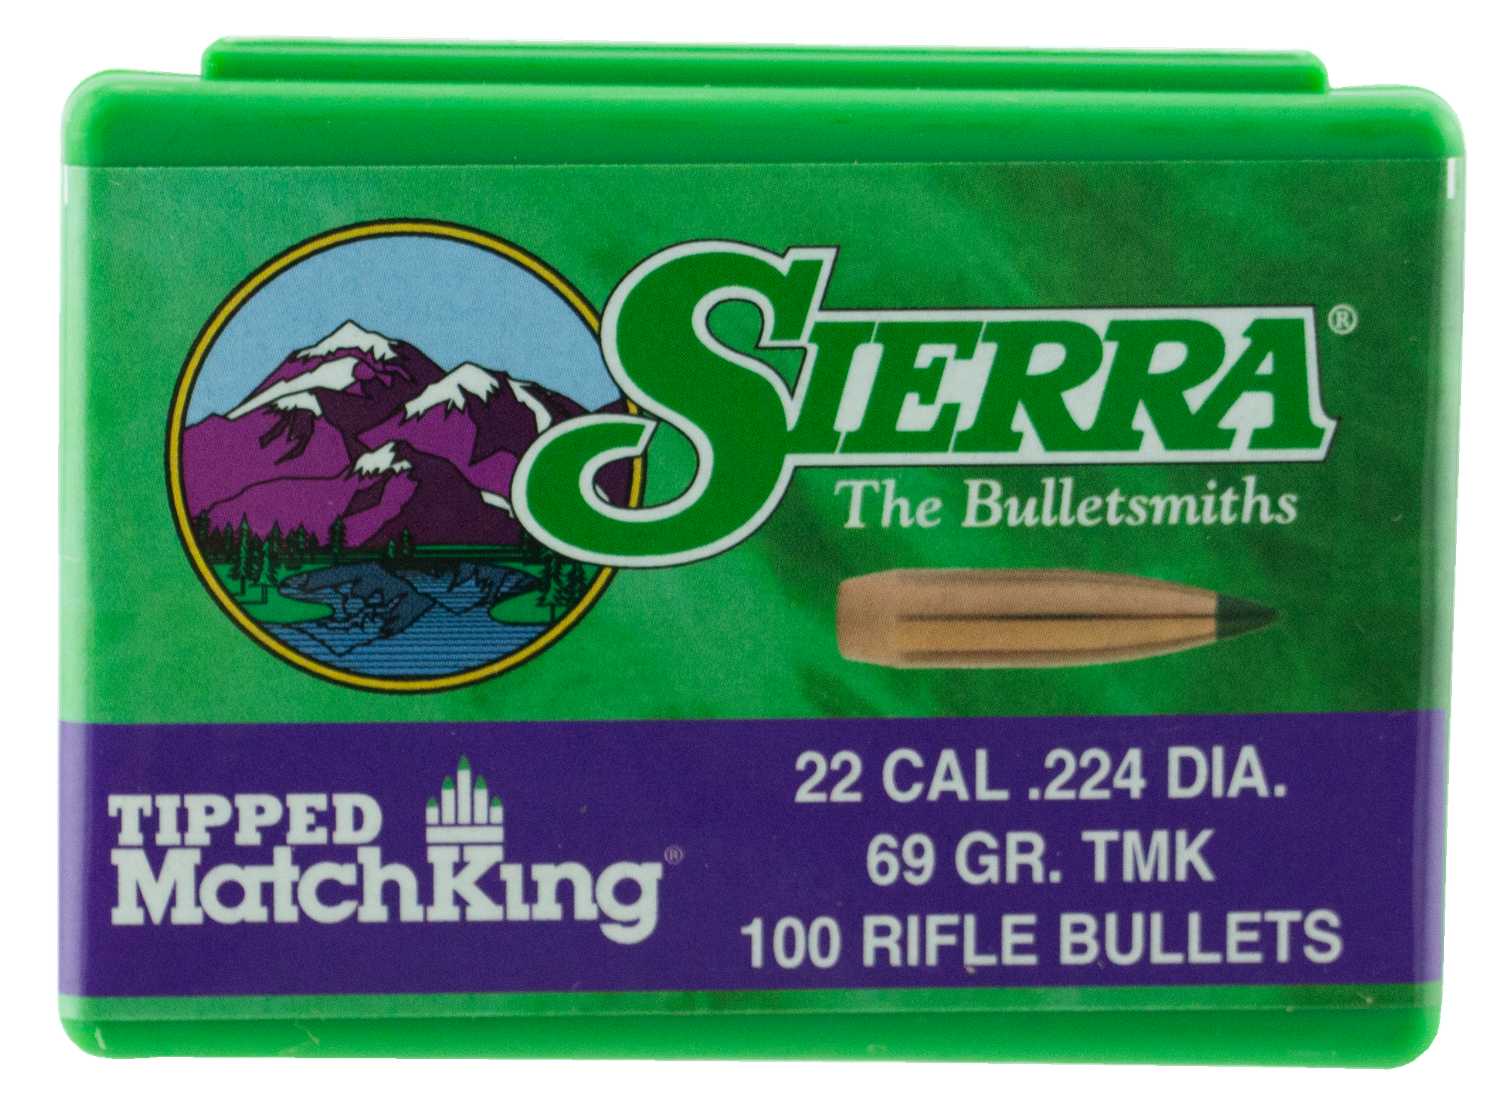 SIERRA®
The Bulletsmiths
TIPPED
MatchKing®
22 CAL .224 DIA.
69 GR. TMK
100 RIFLE BULLETS